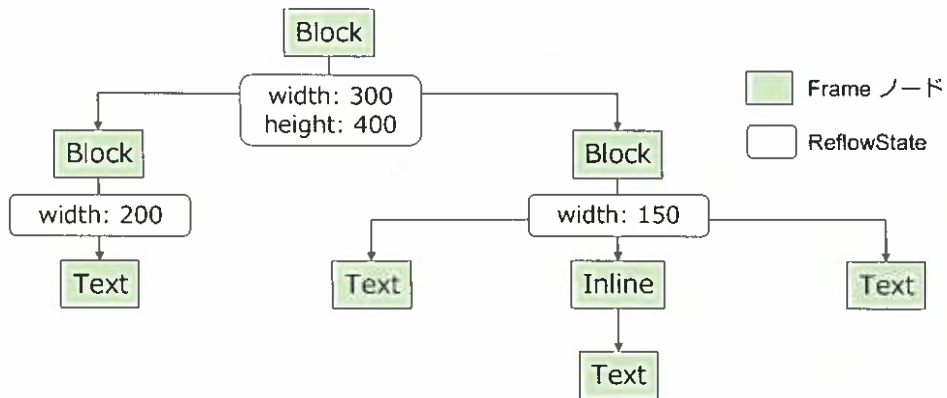 Block
width: 300
height: 400
Frame ノード
ReflowState
Block
Block
width: 200
width: 150
Text
Text
Inline
Text
Text